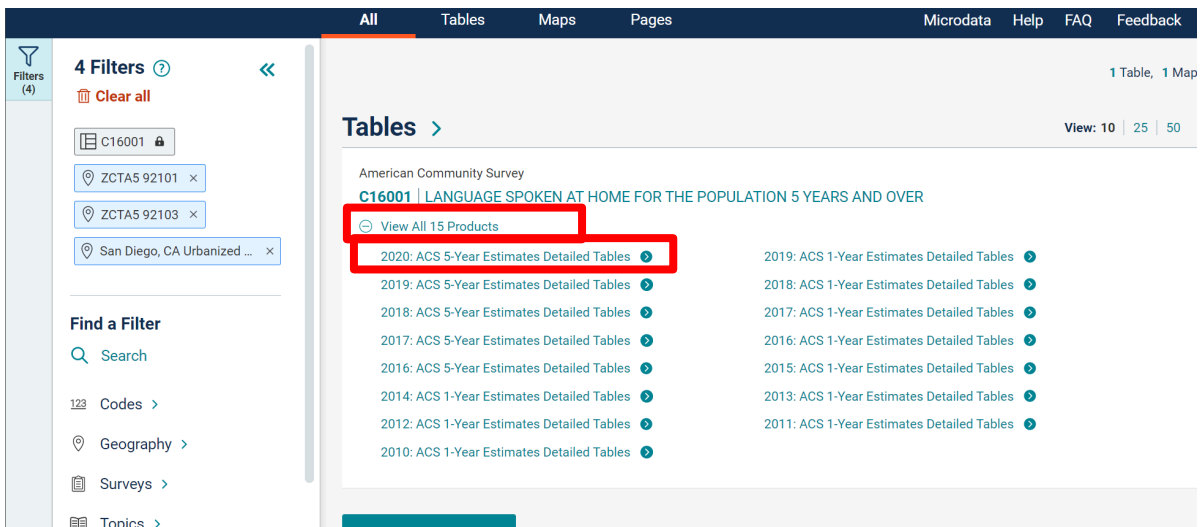 All Tables Maps Pages Microdata Help FAQ Feedback
Filters
(4)
4 Filters
Clear all
C16001
ZCTA5 92101 ×
ZCTA5 92103 ×
San Diego, CA Urbanized ... ×
Find a Filter
Search
123 Codes >
Geography >
Surveys >
Topics >
1 Table, 1 Map
Tables >
View: 10 | 25 | 50
American Community Survey
C16001 | LANGUAGE SPOKEN AT HOME FOR THE POPULATION 5 YEARS AND OVER
View All 15 Products
2020: ACS 5-Year Estimates Detailed Tables
2019: ACS 5-Year Estimates Detailed Tables
2018: ACS 5-Year Estimates Detailed Tables
2017: ACS 5-Year Estimates Detailed Tables
2016: ACS 5-Year Estimates Detailed Tables
2014: ACS 1-Year Estimates Detailed Tables
2012: ACS 1-Year Estimates Detailed Tables
2010: ACS 1-Year Estimates Detailed Tables
2019: ACS 1-Year Estimates Detailed Tables
2018: ACS 1-Year Estimates Detailed Tables
2017: ACS 1-Year Estimates Detailed Tables
2016: ACS 1-Year Estimates Detailed Tables
2015: ACS 1-Year Estimates Detailed Tables
2013: ACS 1-Year Estimates Detailed Tables
2011: ACS 1-Year Estimates Detailed Tables